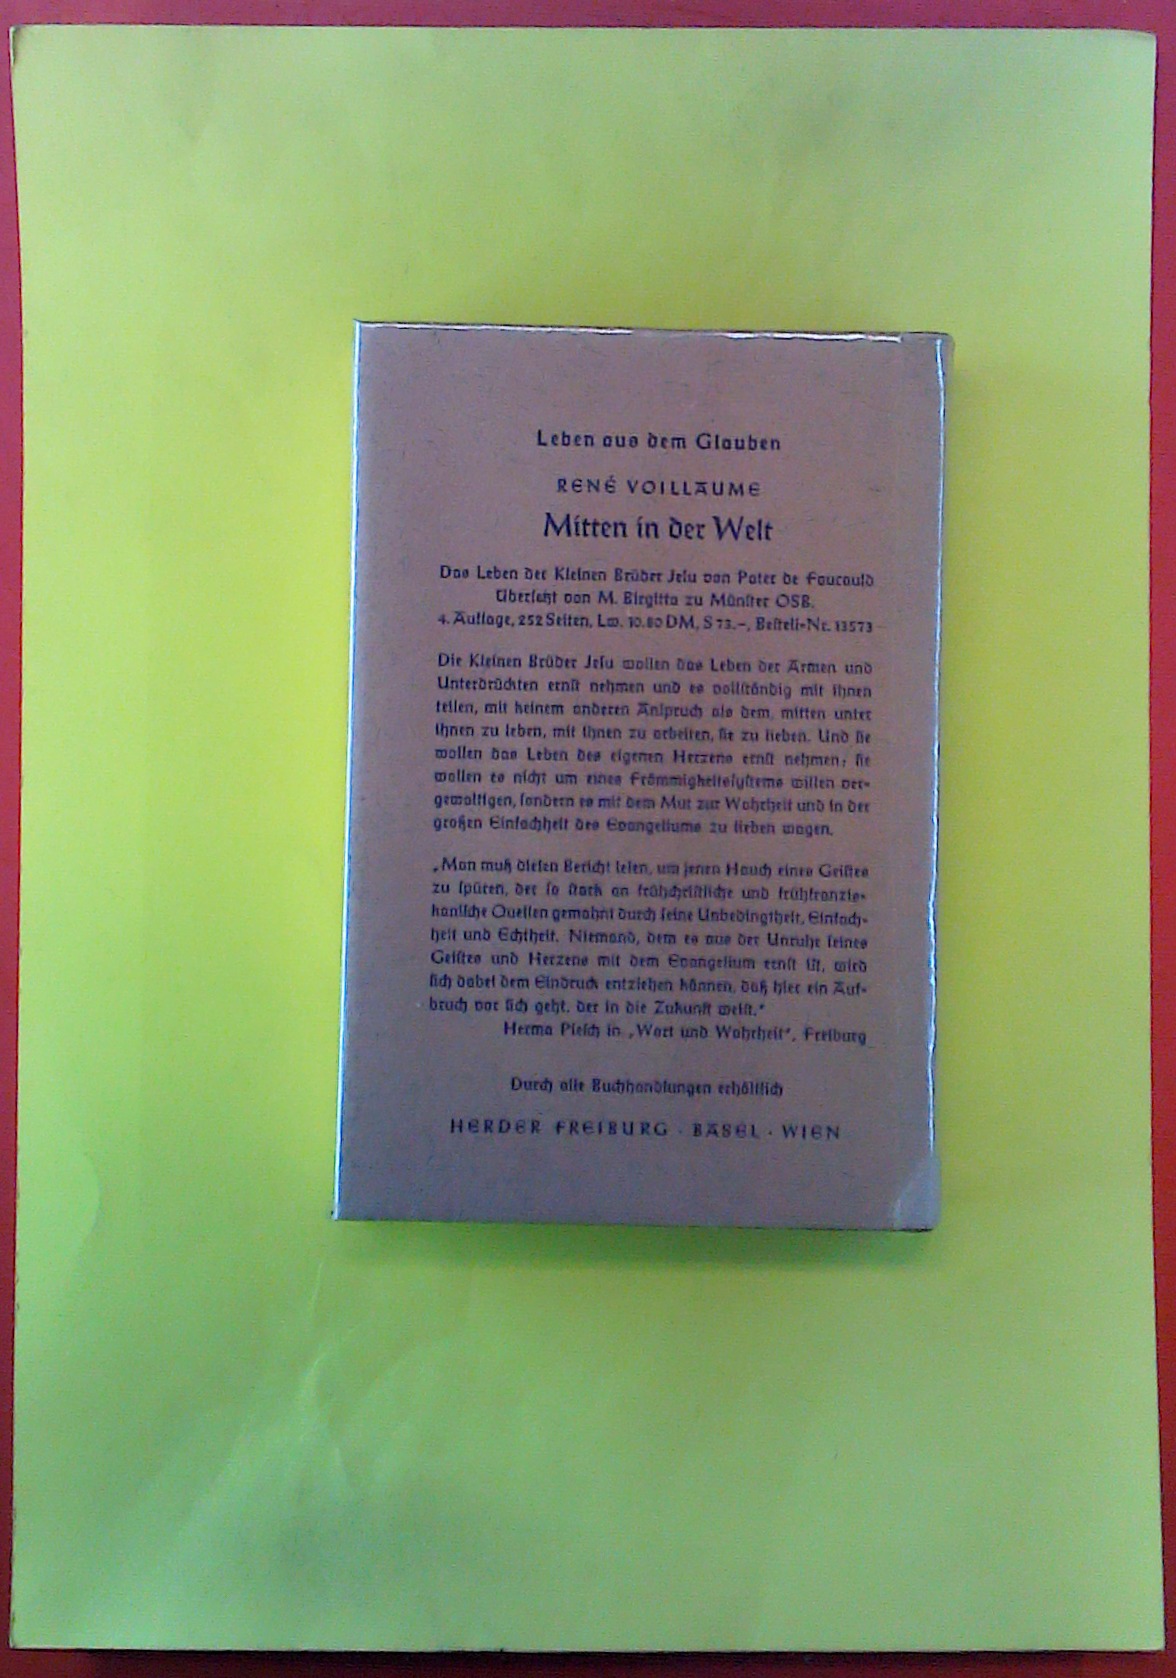 Leben aus dem Glauben
RENÉ VOILLAUME
Mitten in der Welt
Das Leben der Kleinen Brüder Jesu von Pater de Foucauld
Übersetzt von M. Birgitta zu Münster OSB.
4. Auflage, 252 Seiten, Lw. 10.80 DM, S 73.–, Bestell-Nr. 13573
Die Kleinen Brüder Jesu wollen das Leben der Armen und
Unterdrückten ernst nehmen und es vollständig mit ihnen
teilen, mit keinem anderen Anspruch als dem, mitten unter
ihnen zu leben, mit ihnen zu arbeiten, sie zu lieben. Und sie
wollen das Leben des eigenen Herzens ernst nehmen: sie
wollen es nicht um eines Frömmigkeitssystems willen ver-
gewaltigen, sondern es mit dem Mut zur Wahrheit und in der
großen Einfachheit des Evangeliums zu lieben wagen.
„Man muß diesen Bericht lesen, um jenen Hauch eines Geistes
zu spüren, der so stark an frühchristliche und frühfranzis-
kanische Quellen gemahnt durch seine Unbedingtheit, Einfach-
heit und Echtheit. Niemand, dem es aus der Unruhe seines
Geistes und Herzens mit dem Evangelium ernst ist, wird
sich dabei dem Eindruck entziehen können, daß hier ein Auf-
bruch vor sich geht, der in die Zukunft weist.“
Herma Piesch in „Wort und Wahrheit“, Freiburg
Durch alle Buchhandlungen erhältlich
HERDER FREIBURG · BASEL · WIEN